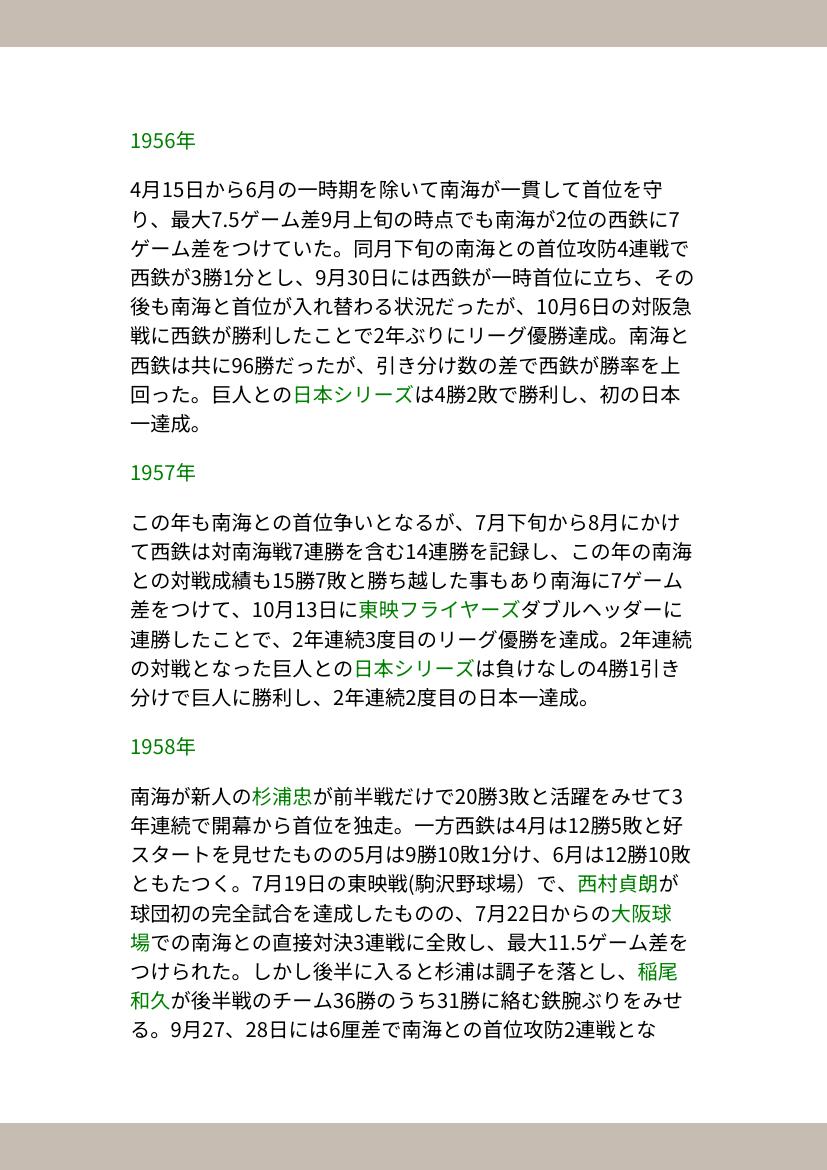 1956年
4月15日から6月の一時期を除いて南海が一貫して首位を守
り、最大7.5ゲーム差9月上旬の時点でも南海が2位の西鉄に7
ゲーム差をつけていた。同月下旬の南海との首位攻防4連戦で
西鉄が3勝1分とし、9月30日には西鉄が一時首位に立ち、その
後も南海と首位が入れ替わる状況だったが、10月6日の対阪急
戦に西鉄が勝利したことで2年ぶりにリーグ優勝達成。南海と
西鉄は共に96勝だったが、引き分け数の差で西鉄が勝率を上
回った。巨人との日本シリーズは4勝2敗で勝利し、初の日本
一達成。
1957年
この年も南海との首位争いとなるが、7月下旬から8月にかけ
て西鉄は対南海戦7連勝を含む14連勝を記録し、この年の南海
との対戦成績も15勝7敗と勝ち越した事もあり南海に7ゲーム
差をつけて、10月13日に東映フライヤーズダブルヘッダーに
連勝したことで、2年連続3度目のリーグ優勝を達成。2年連続
の対戦となった巨人との日本シリーズは負けなしの4勝1引き
分けで巨人に勝利し、2年連続2度目の日本一達成。
1958年
南海が新人の杉浦忠が前半戦だけで20勝3敗と活躍をみせて3
年連続で開幕から首位を独走。一方西鉄は4月は12勝5敗と好
スタートを見せたものの5月は9勝10敗1分け、6月は12勝10敗
ともたつく。7月19日の東映戦(駒沢野球場）で、西村貞朗が
球団初の完全試合を達成したものの、7月22日からの大阪球
場での南海との直接対決3連戦に全敗し、最大11.5ゲーム差を
つけられた。しかし後半に入ると杉浦は調子を落とし、稲尾
和久が後半戦のチーム36勝のうち31勝に絡む鉄腕ぶりをみせ
る。9月27、28日には6厘差で南海との首位攻防2連戦とな